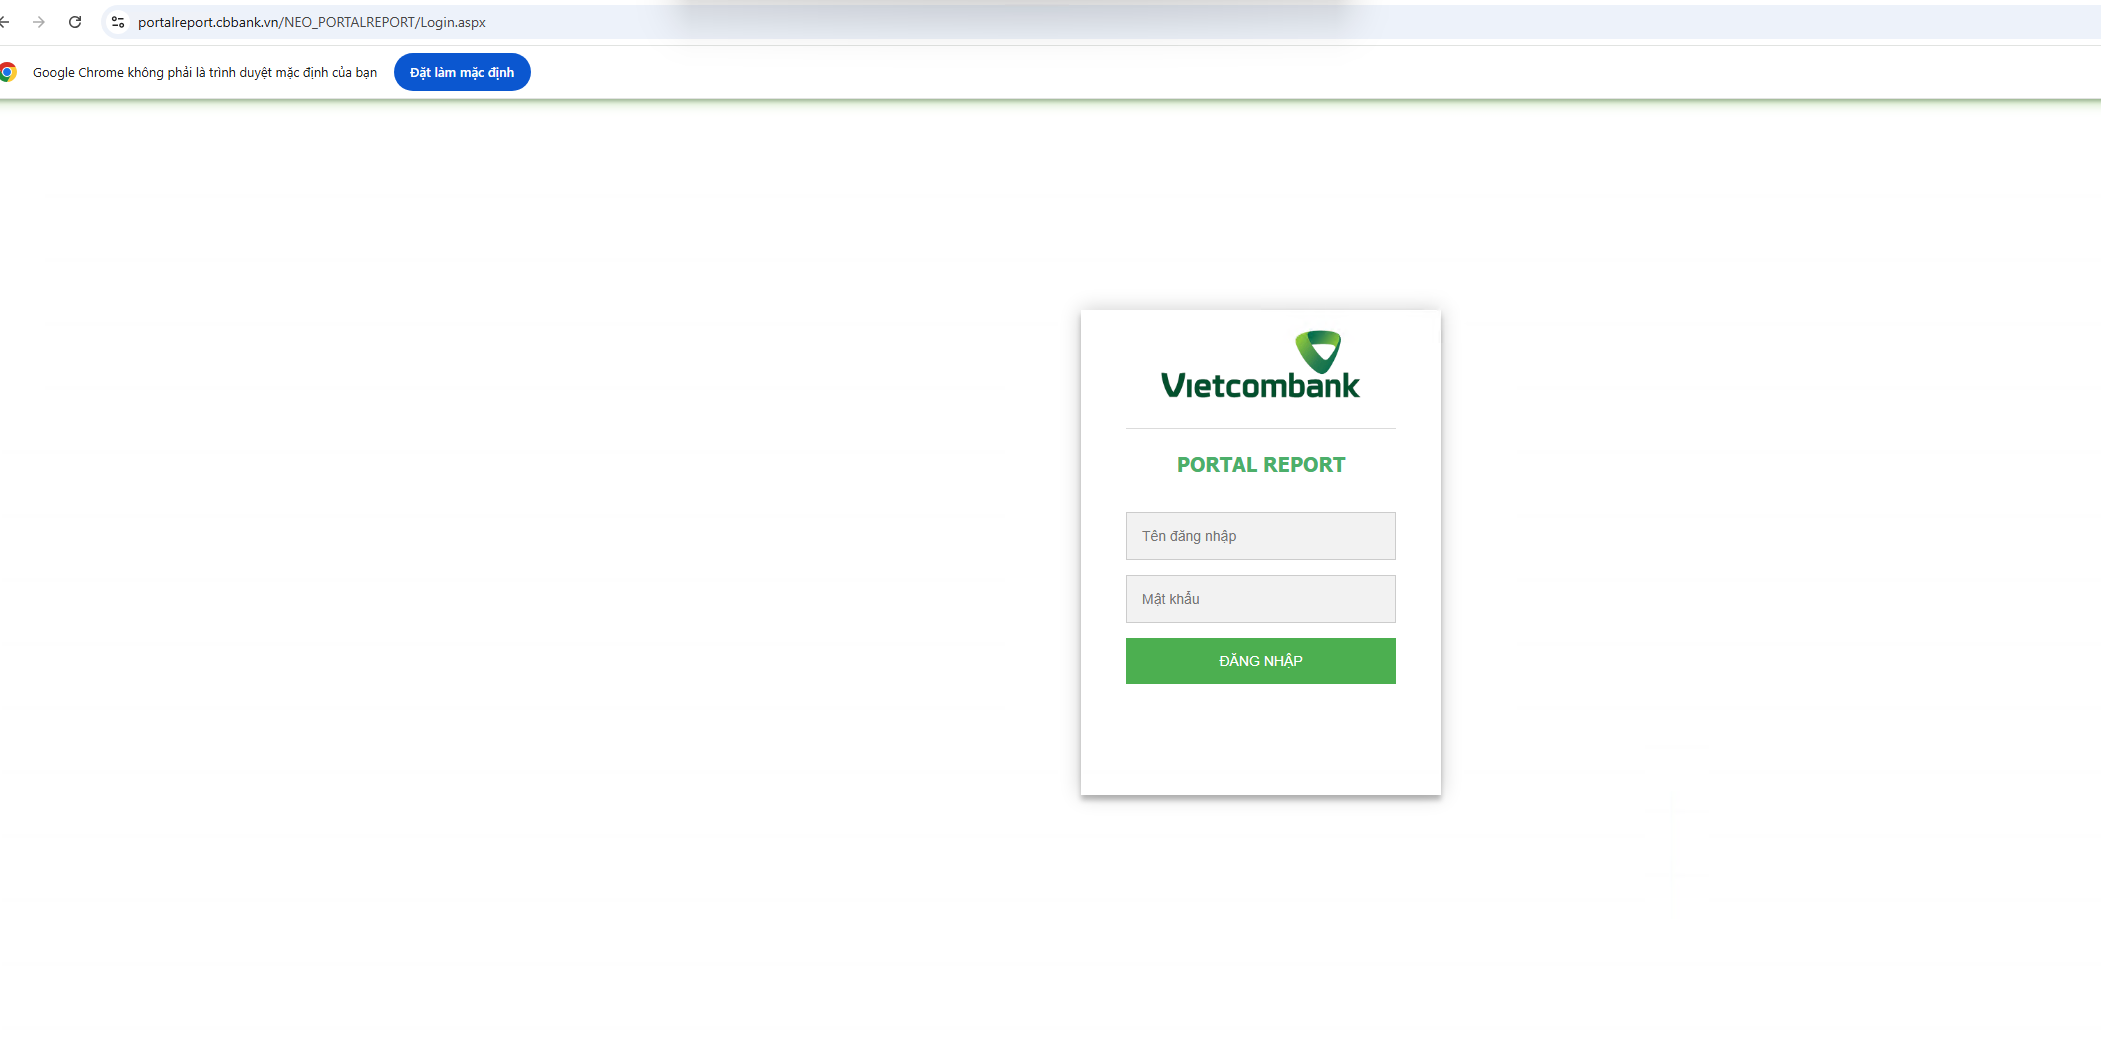 portalreport.cbbank.vn/NEO_PORTALREPORT/Login.aspx
Google Chrome không phải là trình duyệt mặc định của bạn Đặt làm mặc định
Vietcombank
PORTAL REPORT
Tên đăng nhập
Mật khẩu
ĐĂNG NHẬP